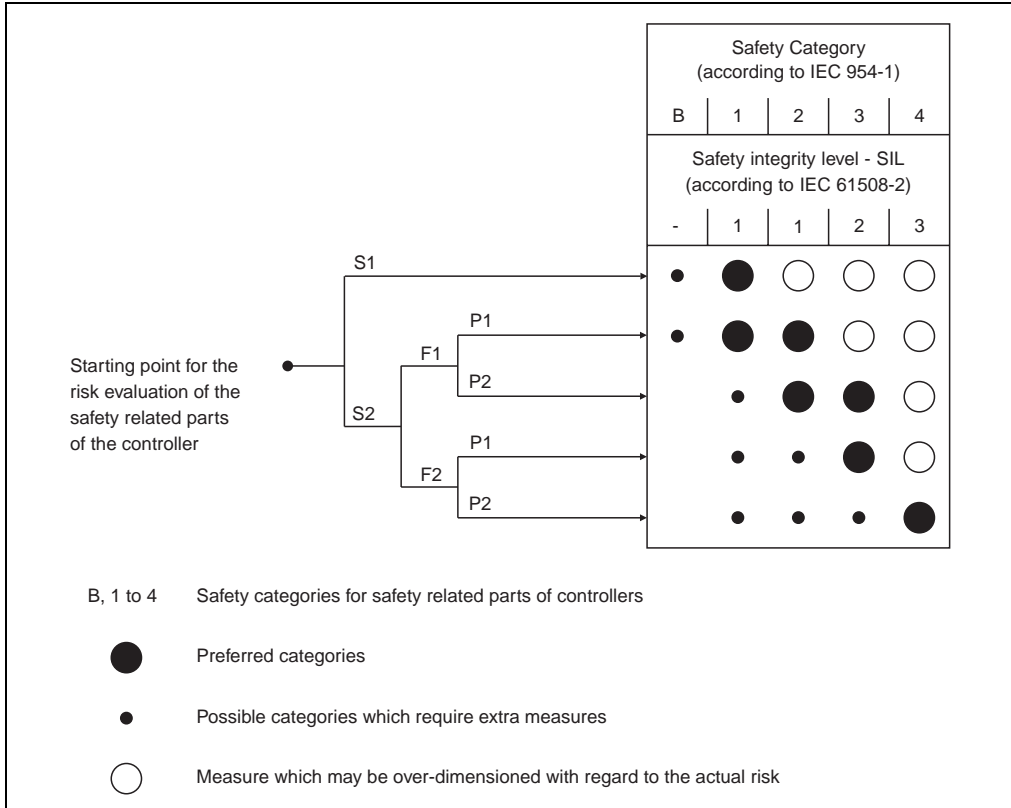 Safety Category
(according to IEC 954-1)
B 1 2 3 4
Safety integrity level - SIL
(according to IEC 61508-2)
- 1 1 2 3
S1
P1
F1
P2
Starting point for the
risk evaluation of the
safety related parts
of the controller
S2
P1
F2
P2
B, 1 to 4 Safety categories for safety related parts of controllers
Preferred categories
Possible categories which require extra measures
Measure which may be over-dimensioned with regard to the actual risk